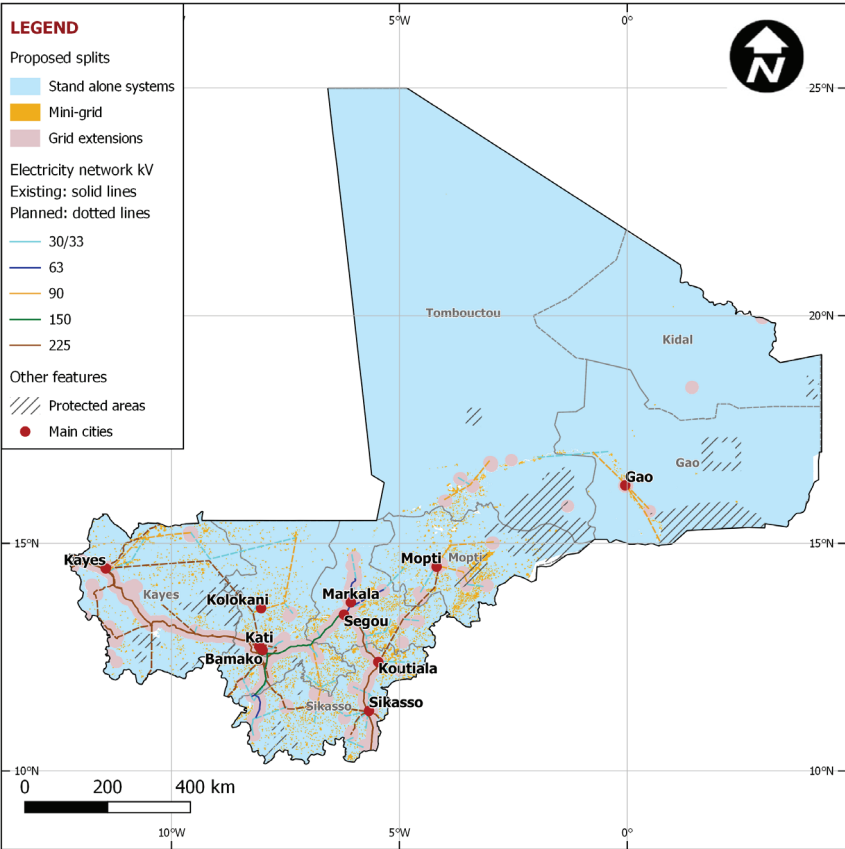 LEGEND
Proposed splits
Stand alone systems
Mini-grid
Grid extensions
Electricity network kV
Existing: solid lines
Planned: dotted lines
30/33
63
90
150
225
Other features
Protected areas
Main cities
5°W
0°
N
25°N
20°N
15°N
10°N
Tombouctou
Kidal
Gao
Gao
15°N
Kayes
Kayes
Mopti
Mopti
Kolokani
Markala
Segou
Kati
Bamako
Koutiala
Sikasso
Sikasso
10°N
0 200 400 km
10°W
5°W
0°